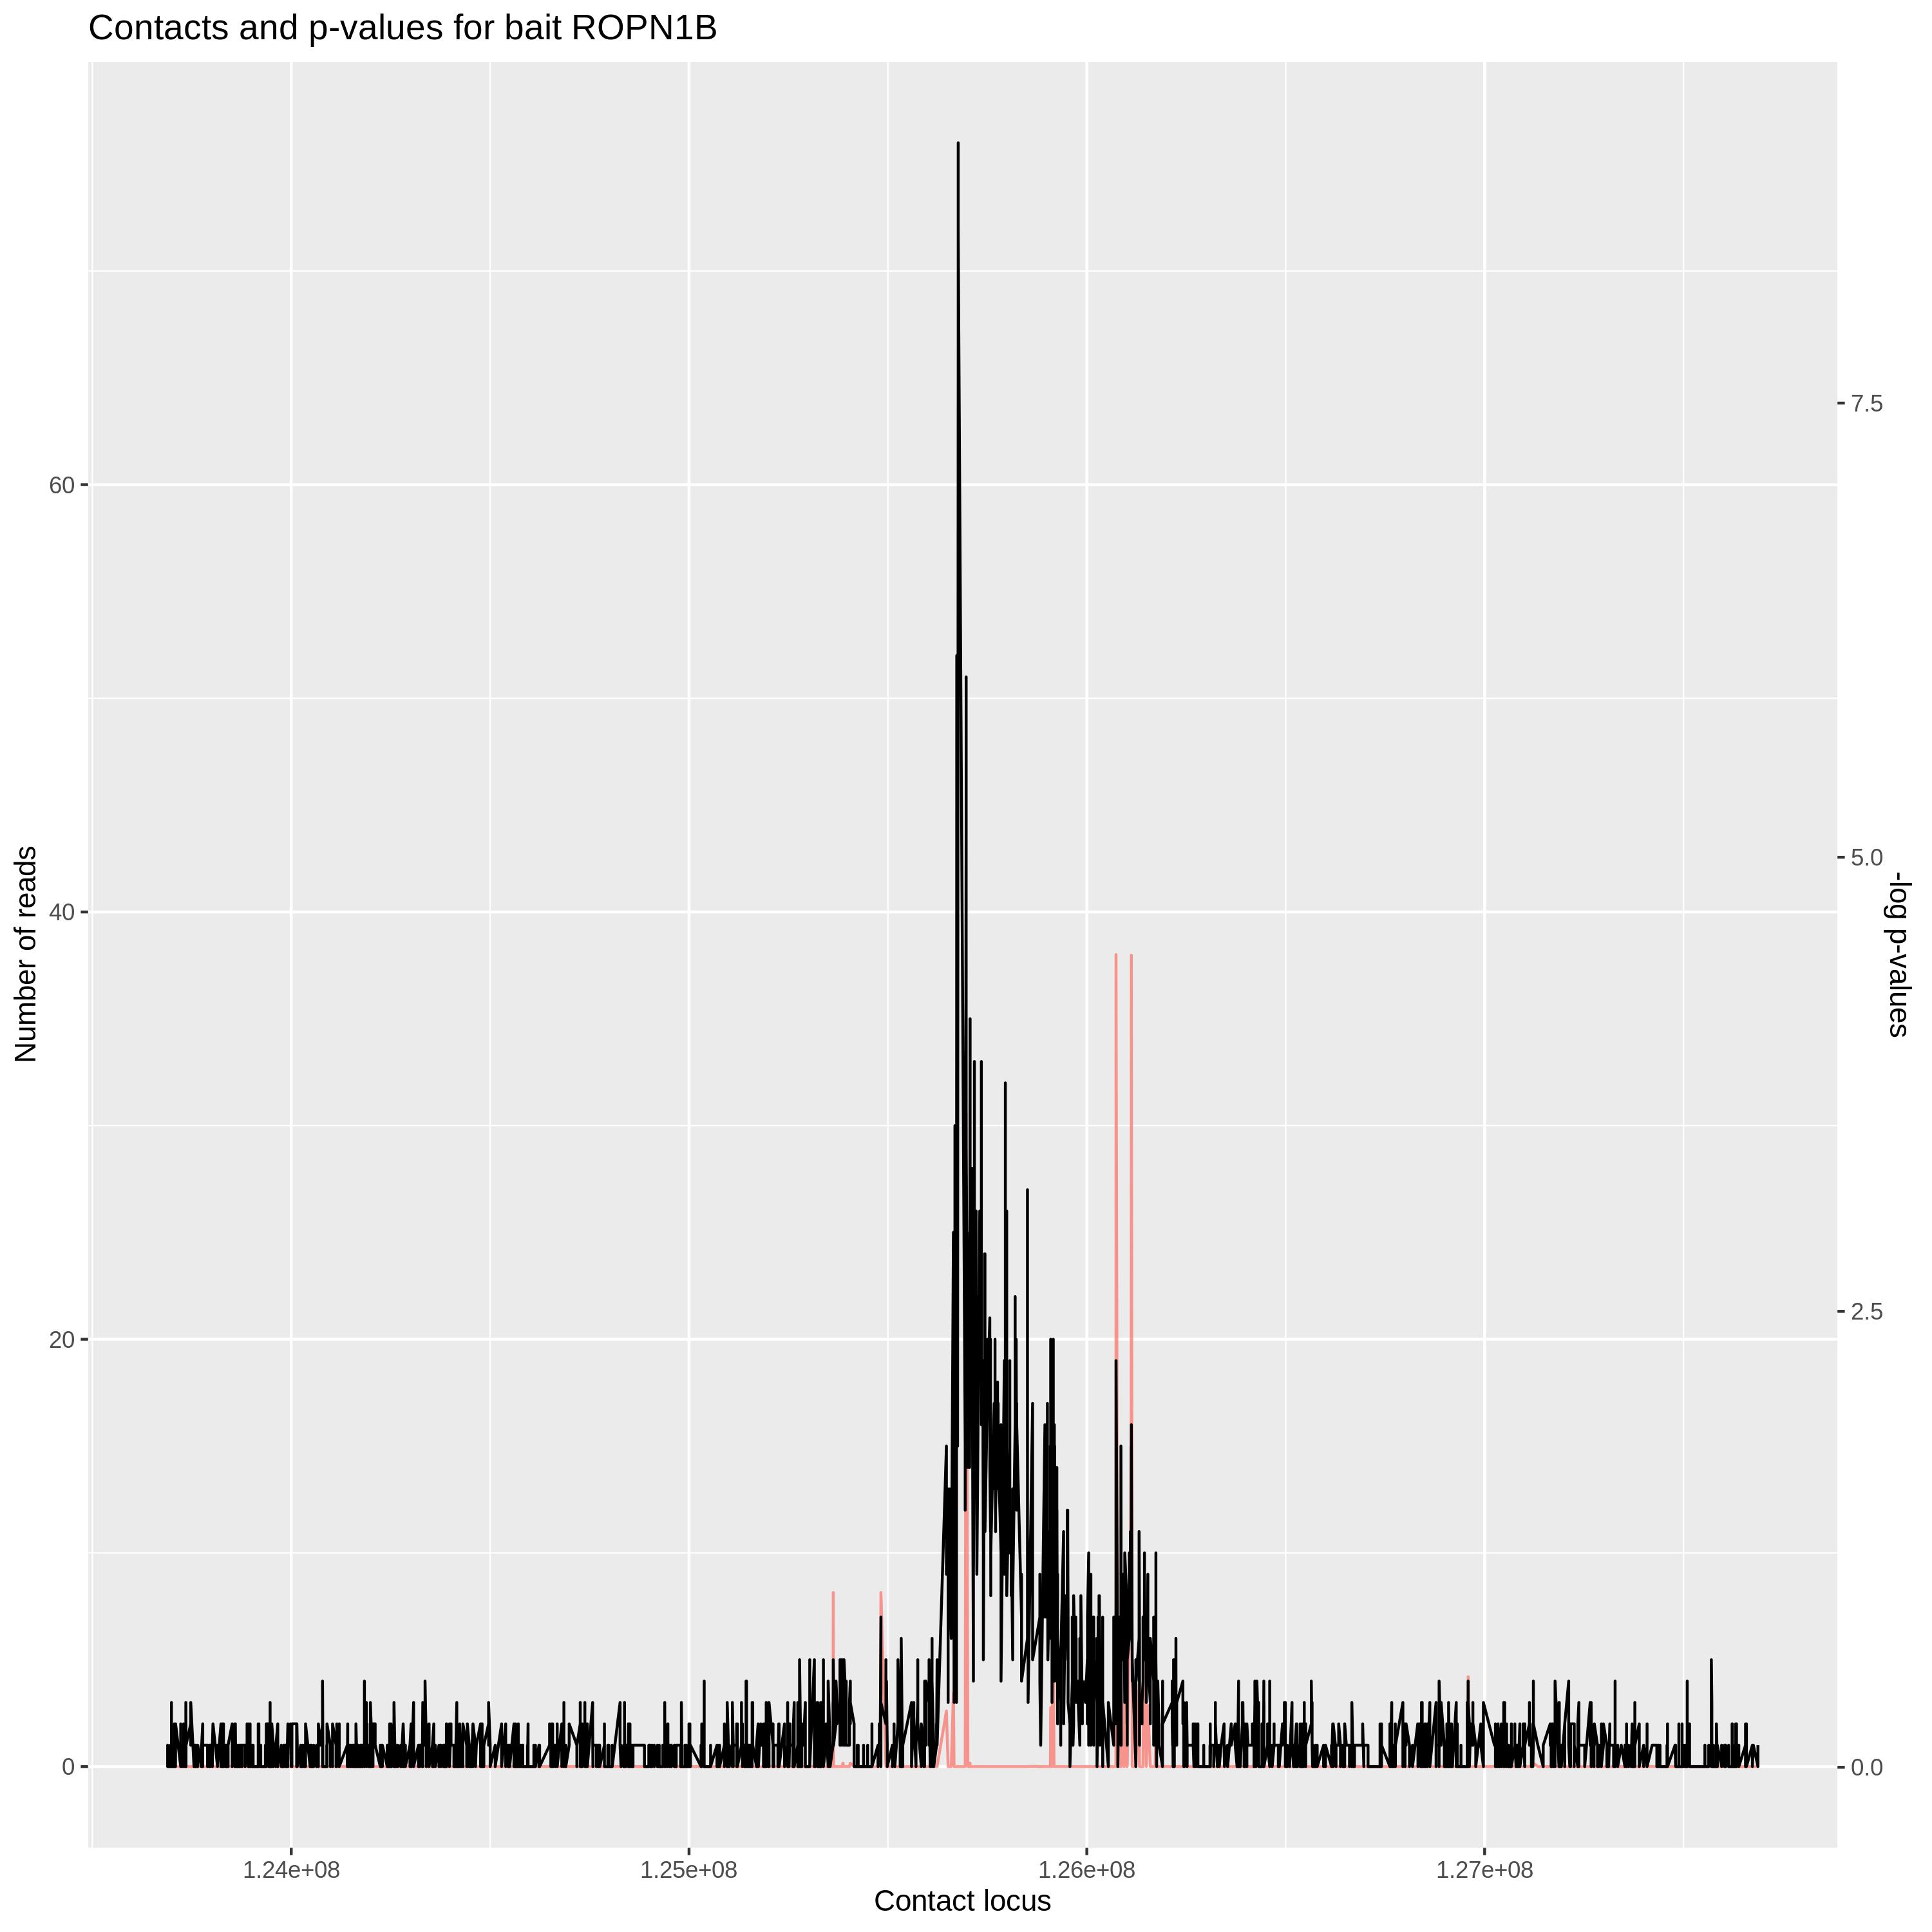 Contacts and p-values for bait ROPN1B
Number of reads
60
40
20
0
7.5
5.0
2.5
0.0
-log p-values
1.24e+08
1.25e+08
1.26e+08
1.27e+08
Contact locus